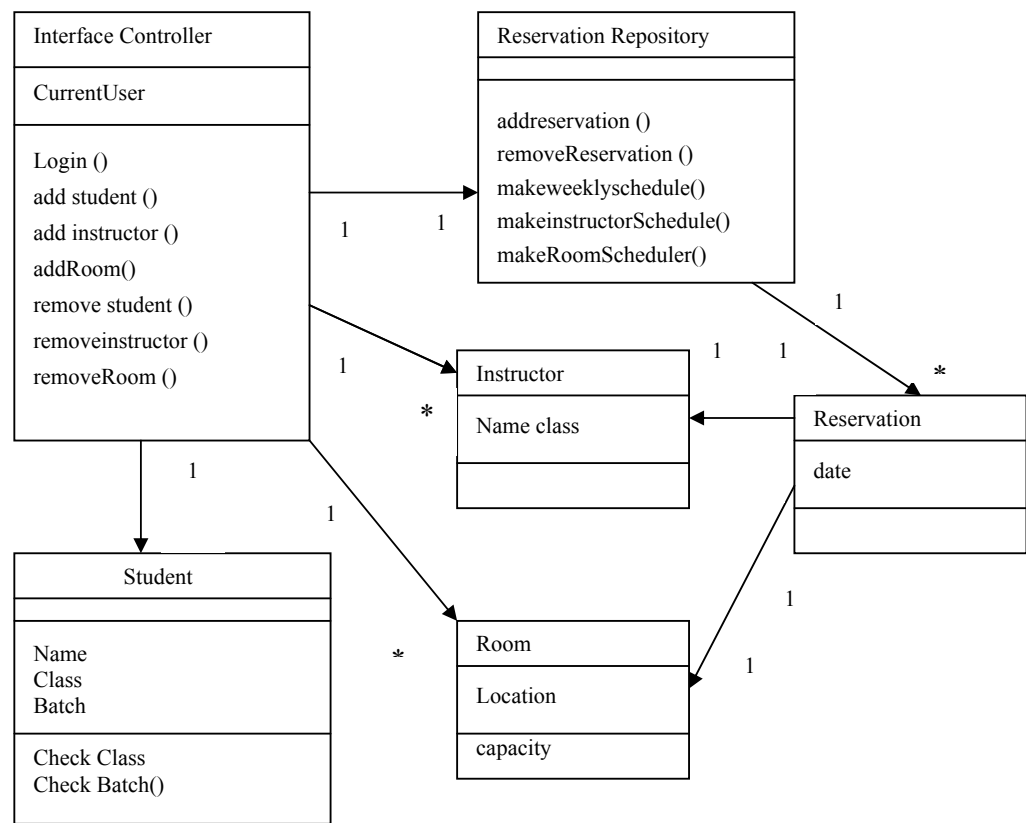 Interface Controller
CurrentUser
Login ()
add student ()
add instructor ()
addRoom()
remove student ()
removeinstructor ()
removeRoom ()
Reservation Repository
addreservation ()
removeReservation ()
makeweeklyschedule()
makeinstructorSchedule()
makeRoomScheduler()
1
1
1
*
1
1
1
*
Instructor
Name class
Reservation
date
1
1
*
1
1
Student
Name
Class
Batch
Check Class
Check Batch()
Room
Location
capacity